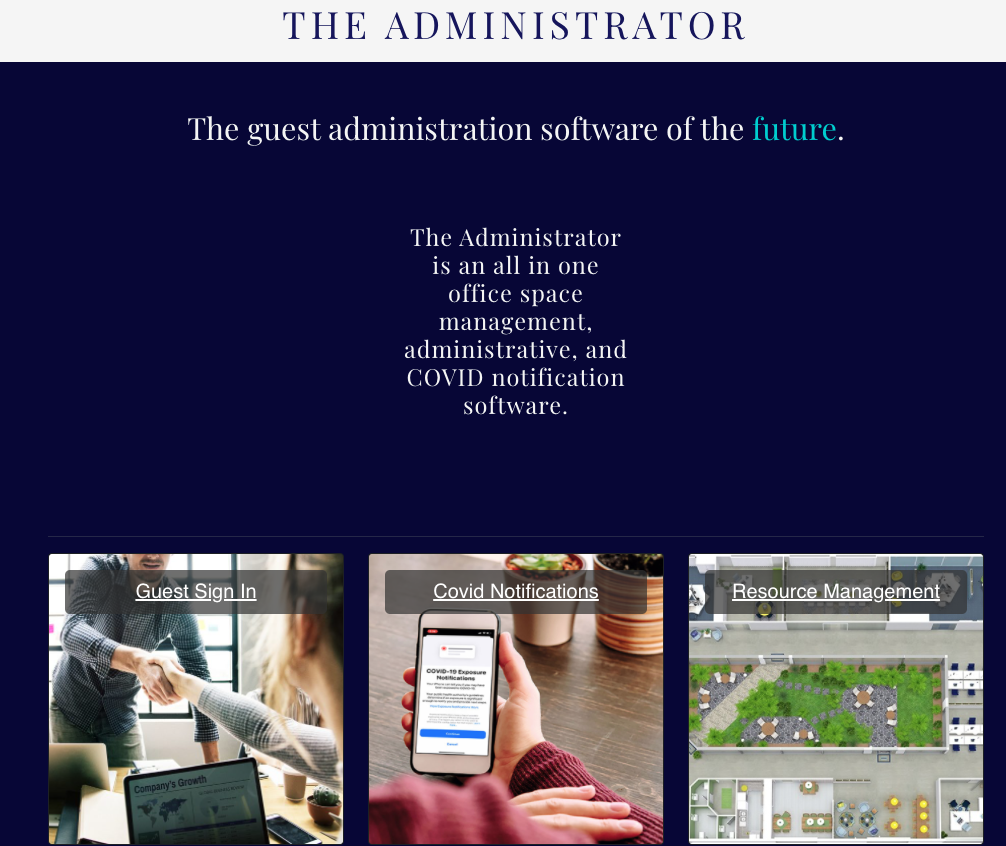 THE ADMINISTRATOR
The guest administration software of the future.
The Administrator
is an all in one
office space
management,
administrative, and
COVID notification
software.
Guest Sign In
Covid Notifications
Resource Management
COVID-19 Exposure
Notifications
Continue
Company's Growth